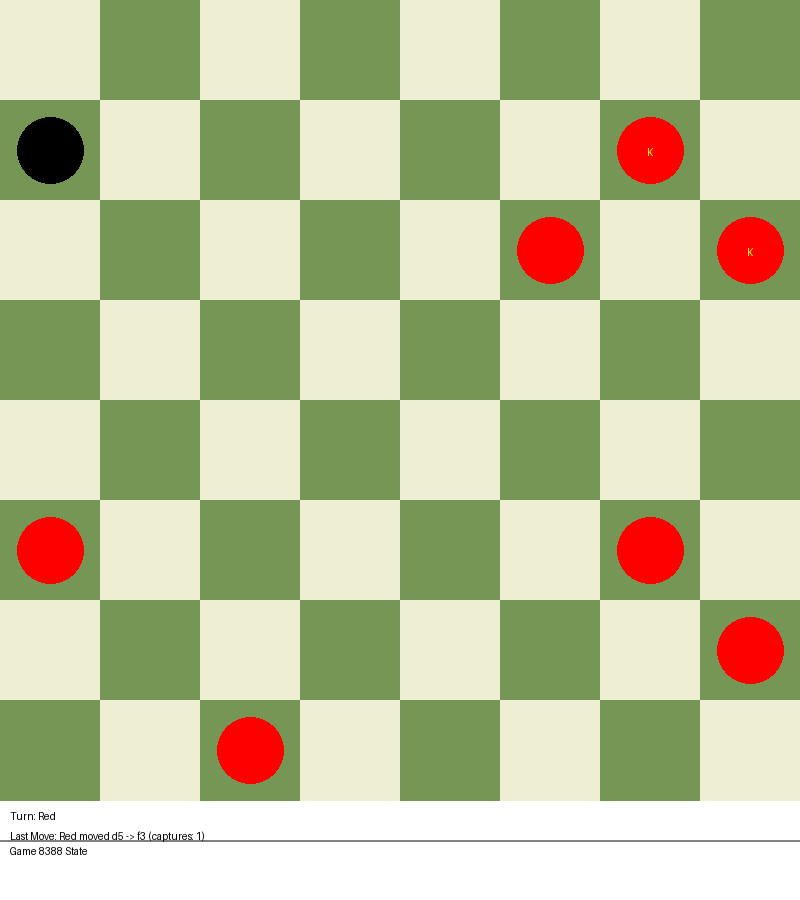 K
K
Turn: Red
Last Move: Red moved d5 -> f3 (captures: 1)
Game 8388 State